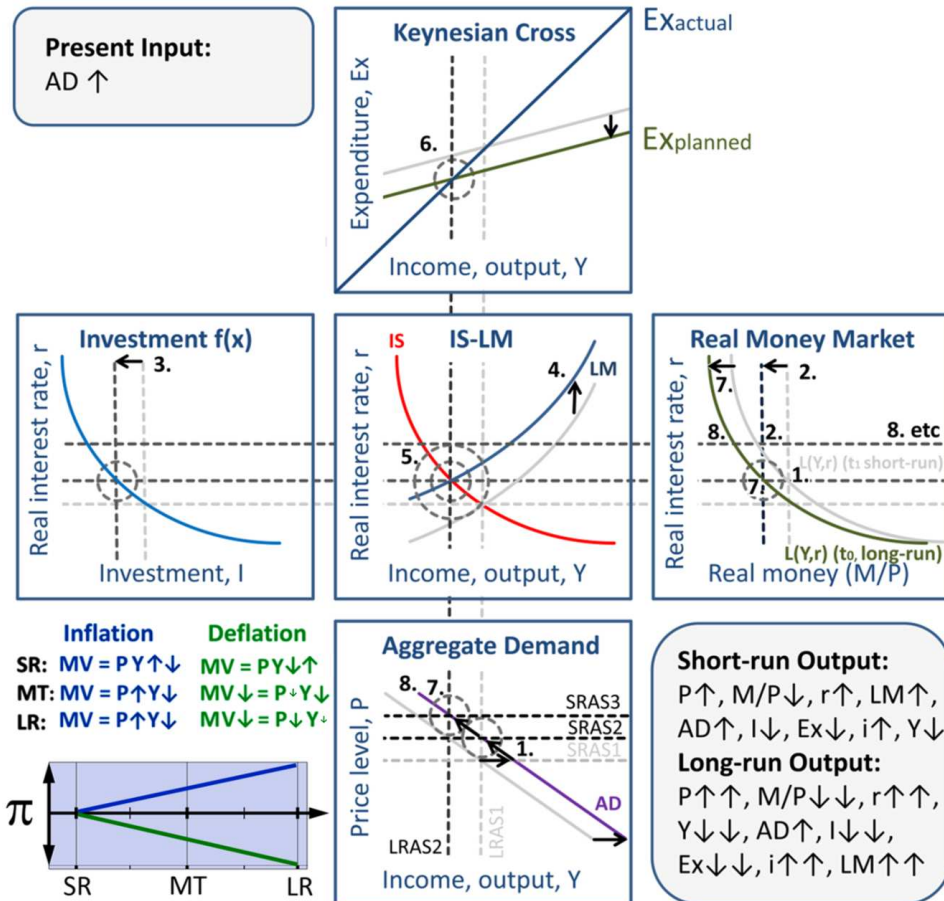 Present Input:
AD ↑
Keynesian Cross
Expenditure, Ex
6.
Income, output, Y
Exactual
Explanned
Investment f(x)
Real interest rate, r
3.
Investment, I
IS-LM
Real interest rate, r
IS
LM
4.
5.
Income, output, Y
Real Money Market
Real interest rate, r
7.
2.
8.
2.
8. etc
L(Y,r) (t1 short-run)
1.
7.
L(Y,r) (t0, long-run)
Real money (M/P)
Inflation
Deflation
SR: MV = PY↑↓ MV = PY↓↑
MT: MV = P↑Y↓ MV↓ = P↓Y↓
LR: MV = P↑Y↓ MV↓ = P↓Y↓
π
SR MT LR
Aggregate Demand
Price level, P
8. 7.
SRAS3
SRAS2
1.
SRAS1
LRAS1
AD
LRAS2
Income, output, Y
Short-run Output:
P↑, M/P↓, r↑, LM↑,
AD↑, I↓, Ex↓, i↑, Y↓
Long-run Output:
P↑↑, M/P↓↓, r↑↑,
Y↓↓, AD↑, I↓↓,
Ex↓↓, i↑↑, LM↑↑